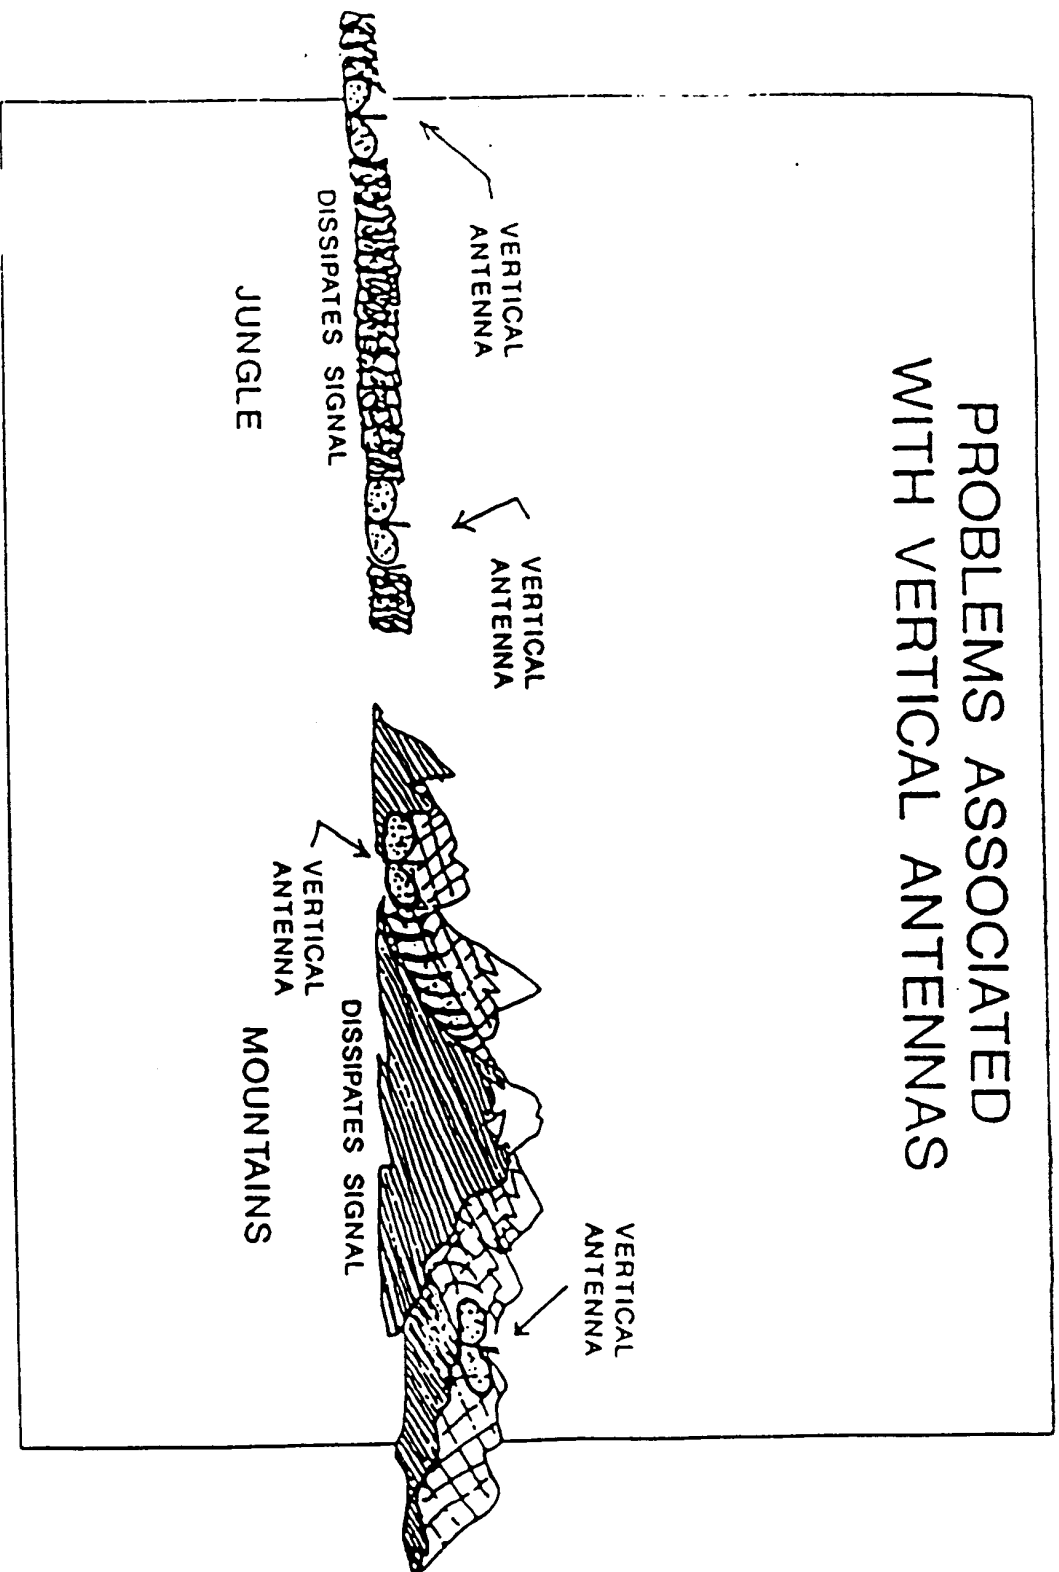 PROBLEMS ASSOCIATED
WITH VERTICAL ANTENNAS
VERTICAL
ANTENNA
VERTICAL
ANTENNA
DISSIPATES SIGNAL
JUNGLE
VERTICAL
ANTENNA
VERTICAL
ANTENNA
DISSIPATES SIGNAL
MOUNTAINS